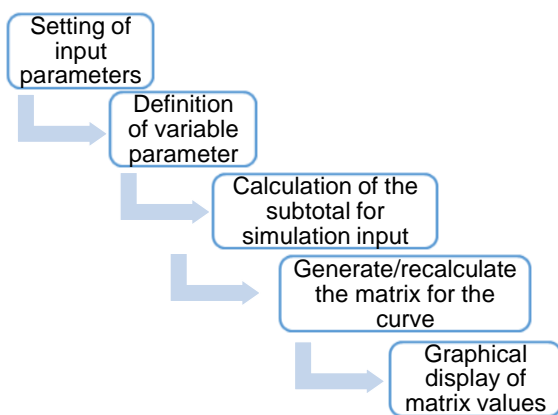 Setting of
input
parameters
Definition
of variable
parameter
Calculation of the
subtotal for
simulation input
Generate/recalculate
the matrix for the
curve
Graphical
display of
matrix values